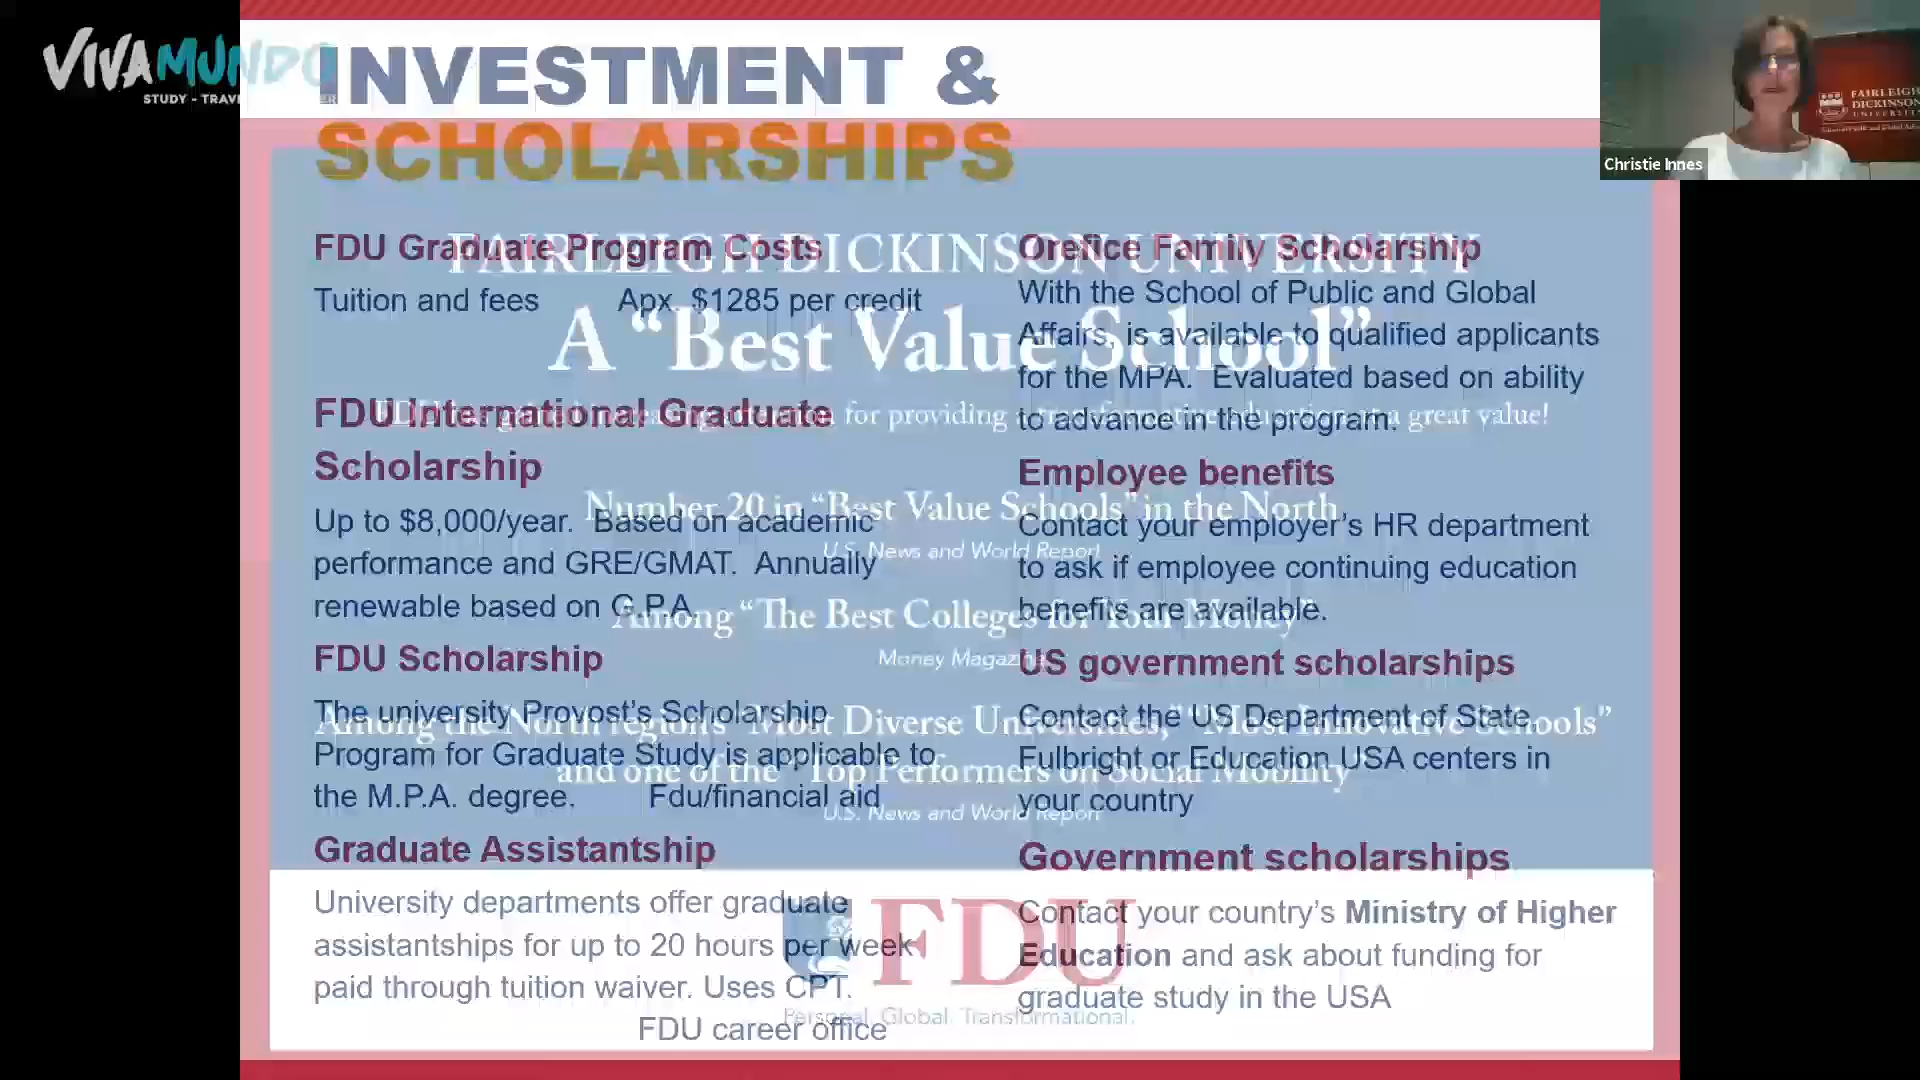 VIVAMUNDO
STUDY - TRAVE
INVESTMENT &
SCHOLARSHIPS
FDU Graduate Program Costs
Tuition and fees Apx. $1285 per credit
FDU International Graduate
Scholarship
Up to $8,000/year. Based on academic
performance and GRE/GMAT. Annually
renewable based on G.P.A.
FDU Scholarship
The university Provost's Scholarship
Program for Graduate Study is applicable to
the M.P.A. degree. Fdu/financial aid
Graduate Assistantship
University departments offer graduate
assistantships for up to 20 hours per week
paid through tuition waiver. Uses CPT.
FDU career office
Orefice Family Scholarship
With the School of Public and Global
Affairs, is available to qualified applicants
for the MPA. Evaluated based on ability
to advance in the program.
Employee benefits
Contact your employer's HR department
to ask if employee continuing education
benefits are available.
US government scholarships
Contact the US Department of State,
Fulbright or Education USA centers in
your country
Government scholarships
Contact your country's Ministry of Higher
Education and ask about funding for
graduate study in the USA
FAIRLEIGH DICKINSON UNIVERSITY
A “Best Value School”
FDU has gained increasing attention for providing a transformative education at a great value!
Number 20 in “Best Value Schools” in the North
U.S. News and World Report
Among “The Best Colleges for Your Money”
Money Magazine
Among the North region's “Most Diverse Universities,” “Most Innovative Schools”
and one of the “Top Performers on Social Mobility”
U.S. News and World Report
FDU
Personal. Global. Transformational.
FAIRLEIGH
DICKINSON
UNIVERSITY
Christie Innes